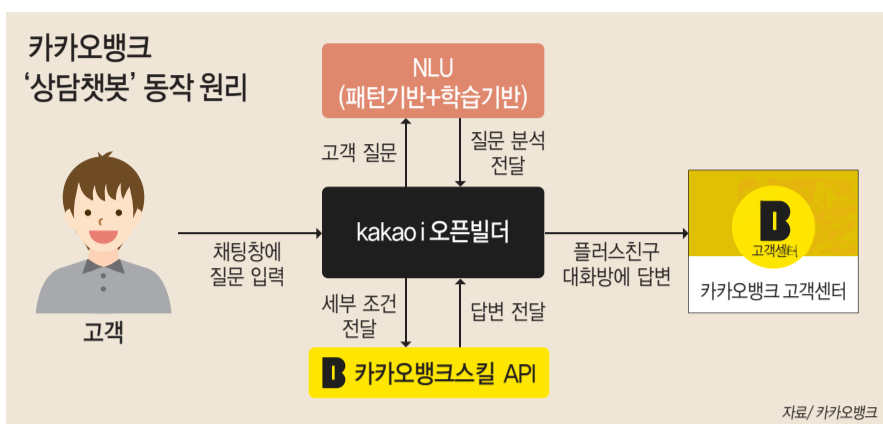 카카오뱅크
‘상담챗봇’ 동작 원리
NLU
(패턴기반+학습기반)
고객 질문
질문 분석
전달
kakao i 오픈빌더
채팅창에
질문 입력
플러스친구
대화방에 답변
고객센터
카카오뱅크 고객센터
고객
세부 조건
전달
답변 전달
카카오뱅크스킬 API
자료/ 카카오뱅크